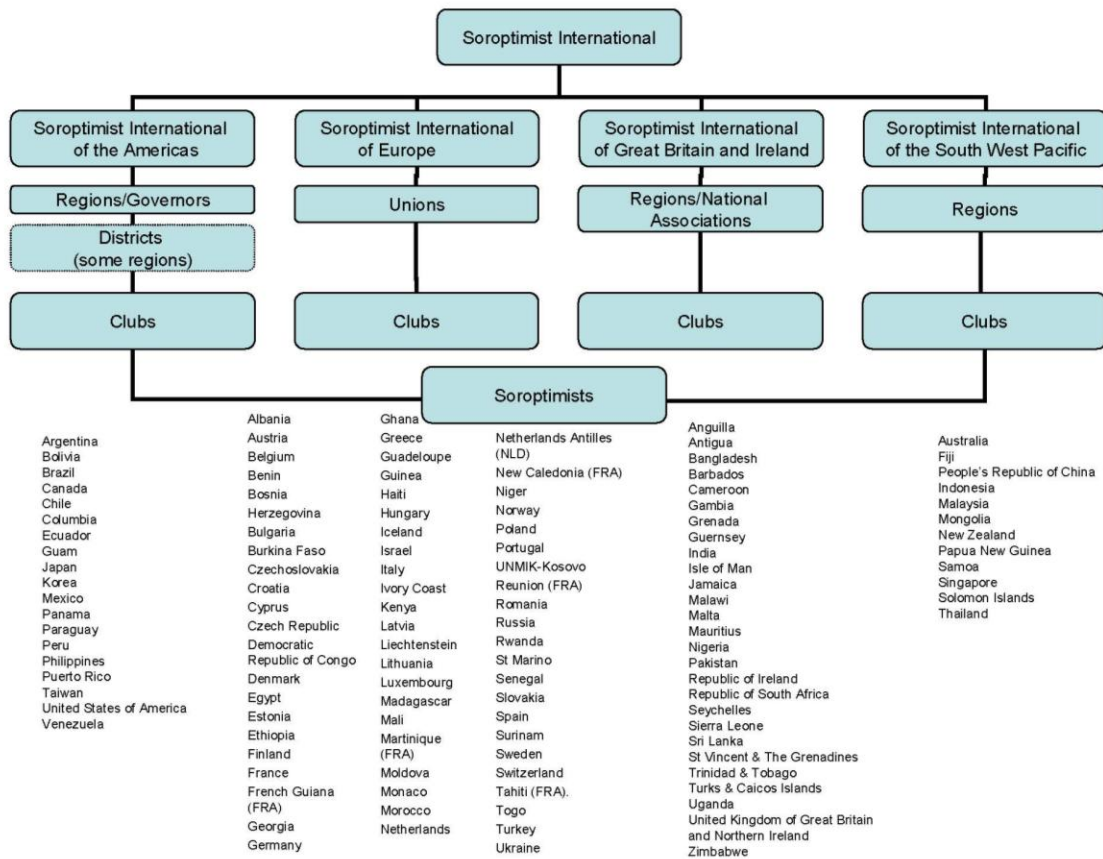 Soroptimist International
Soroptimist International
of the Americas
Soroptimist International
of Europe
Soroptimist International
of Great Britain and Ireland
Soroptimist International
of the South West Pacific
Regions/Governors
Unions
Regions/National
Associations
Regions
Districts
(some regions)
Clubs
Clubs
Clubs
Clubs
Soroptimists
Argentina
Bolivia
Brazil
Canada
Chile
Columbia
Ecuador
Guam
Japan
Korea
Mexico
Panama
Paraguay
Peru
Philippines
Puerto Rico
Taiwan
United States of America
Venezuela
Albania
Austria
Belgium
Benin
Bosnia
Herzegovina
Bulgaria
Burkina Faso
Czechoslovakia
Croatia
Cyprus
Czech Republic
Democratic
Republic of Congo
Denmark
Egypt
Estonia
Ethiopia
Finland
France
French Guiana
(FRA)
Georgia
Germany
Ghana
Greece
Guadeloupe
Guinea
Haiti
Hungary
Iceland
Israel
Italy
Ivory Coast
Kenya
Latvia
Liechtenstein
Lithuania
Luxembourg
Madagascar
Mali
Martinique
(FRA)
Moldova
Monaco
Morocco
Netherlands
Netherlands Antilles
(NLD)
New Caledonia (FRA)
Niger
Norway
Poland
Portugal
UNMIK-Kosovo
Reunion (FRA)
Romania
Russia
Rwanda
St Marino
Senegal
Slovakia
Spain
Surinam
Sweden
Switzerland
Tahiti (FRA).
Togo
Turkey
Ukraine
Anguilla
Antigua
Bangladesh
Barbados
Cameroon
Gambia
Grenada
Guernsey
India
Isle of Man
Jamaica
Malawi
Malta
Mauritius
Nigeria
Pakistan
Republic of Ireland
Republic of South Africa
Seychelles
Sierra Leone
Sri Lanka
St Vincent & The Grenadines
Trinidad & Tobago
Turks & Caicos Islands
Uganda
United Kingdom of Great Britain
and Northern Ireland
Zimbabwe
Australia
Fiji
People's Republic of China
Indonesia
Malaysia
Mongolia
New Zealand
Papua New Guinea
Samoa
Singapore
Solomon Islands
Thailand